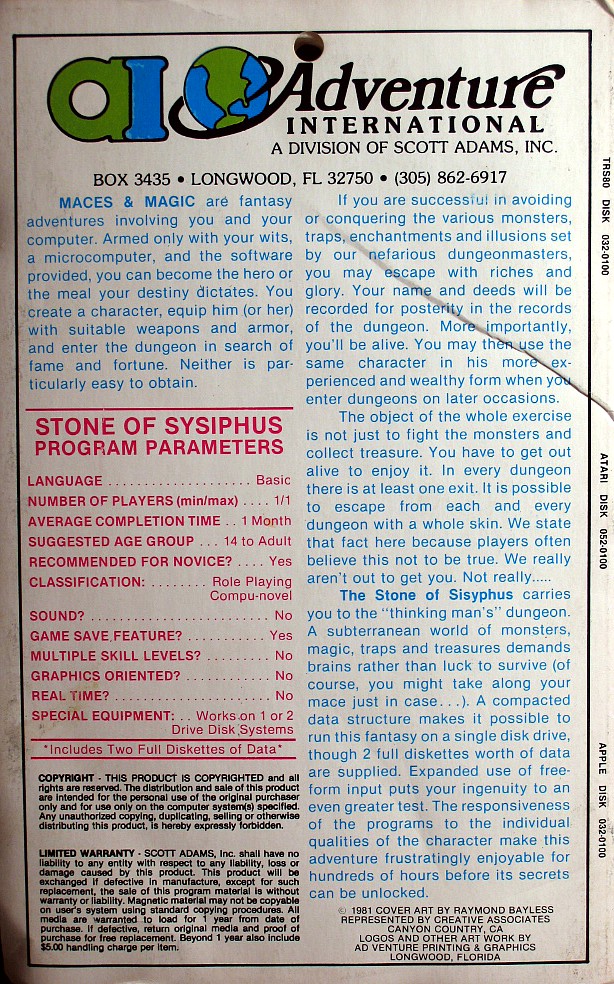 ai Adventure
INTERNATIONAL
A DIVISION OF SCOTT ADAMS, INC.
BOX 3435 • LONGWOOD, FL 32750 • (305) 862-6917
MACES & MAGIC are fantasy
adventures involving you and your
computer. Armed only with your wits,
a microcomputer, and the software
provided, you can become the hero or
the meal your destiny dictates. You
create a character, equip him (or her)
with suitable weapons and armor,
and enter the dungeon in search of
fame and fortune. Neither is par-
ticularly easy to obtain.
STONE OF SYSIPHUS
PROGRAM PARAMETERS
LANGUAGE . . . . . . . . . . . . . . . . . . . Basic
NUMBER OF PLAYERS (min/max) . . . . 1/1
AVERAGE COMPLETION TIME . . 1 Month
SUGGESTED AGE GROUP . . . 14 to Adult
RECOMMENDED FOR NOVICE? . . . . Yes
CLASSIFICATION: . . . . . . . . Role Playing
Compu-novel
SOUND? . . . . . . . . . . . . . . . . . . . . . No
GAME SAVE FEATURE? . . . . . . . . . . . Yes
MULTIPLE SKILL LEVELS? . . . . . . . . . No
GRAPHICS ORIENTED? . . . . . . . . . . . . No
REAL TIME? . . . . . . . . . . . . . . . . . . No
SPECIAL EQUIPMENT: . . Works on 1 or 2
Drive Disk Systems
*Includes Two Full Diskettes of Data*
COPYRIGHT - THIS PRODUCT IS COPYRIGHTED and all
rights are reserved. The distribution and sale of this product
are intended for the personal use of the original purchaser
only and for use only on the computer system(s) specified.
Any unauthorized copying, duplicating, selling or otherwise
distributing this product, is hereby expressly forbidden.
LIMITED WARRANTY - SCOTT ADAMS, Inc. shall have no
liability to any entity with respect to any liability, loss or
damage caused by this product. This product will be
exchanged if defective in manufacture, except for such
replacement, the sale of this program material is without
warranty or liability. Magnetic material may not be copyable
on user's system using standard copying procedures. All
media are warranted to load for 1 year from date of
purchase. If defective, return original media and proof of
purchase for free replacement. Beyond 1 year also include
$5.00 handling charge per item.
If you are successful in avoiding
or conquering the various monsters,
traps, enchantments and illusions set
by our nefarious dungeonmasters,
you may escape with riches and
glory. Your name and deeds will be
recorded for posterity in the records
of the dungeon. More importantly,
you'll be alive. You may then use the
same character in his more ex-
perienced and wealthy form when you
enter dungeons on later occasions.
The object of the whole exercise
is not just to fight the monsters and
collect treasure. You have to get out
alive to enjoy it. In every dungeon
there is at least one exit. It is possible
to escape from each and every
dungeon with a whole skin. We state
that fact here because players often
believe this not to be true. We really
aren't out to get you. Not really.....
The Stone of Sisyphus carries
you to the "thinking man's" dungeon.
A subterranean world of monsters,
magic, traps and treasures demands
brains rather than luck to survive (of
course, you might take along your
mace just in case . . .). A compacted
data structure makes it possible to
run this fantasy on a single disk drive,
though 2 full diskettes worth of data
are supplied. Expanded use of free-
form input puts your ingenuity to an
even greater test. The responsiveness
of the programs to the individual
qualities of the character make this
adventure frustratingly enjoyable for
hundreds of hours before its secrets
can be unlocked.
© 1981 COVER ART BY RAYMOND BAYLESS
REPRESENTED BY CREATIVE ASSOCIATES
CANYON COUNTRY, CA
LOGOS AND OTHER ART WORK BY
AD VENTURE PRINTING & GRAPHICS
LONGWOOD, FLORIDA
TRS80 DISK 032-0100
ATARI DISK 052-0100
APPLE DISK 032-0100